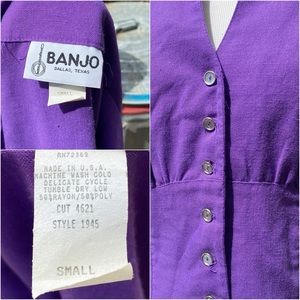 BANJO
DALLAS, TEXAS
SMALL
RN72369
MADE IN U.S.A.
MACHINE WASH COLD
DELICATE CYCLE
TUMBLE DRY LOW
50%RAYON/50%POLY
CUT 4621
STYLE 1945
SMALL